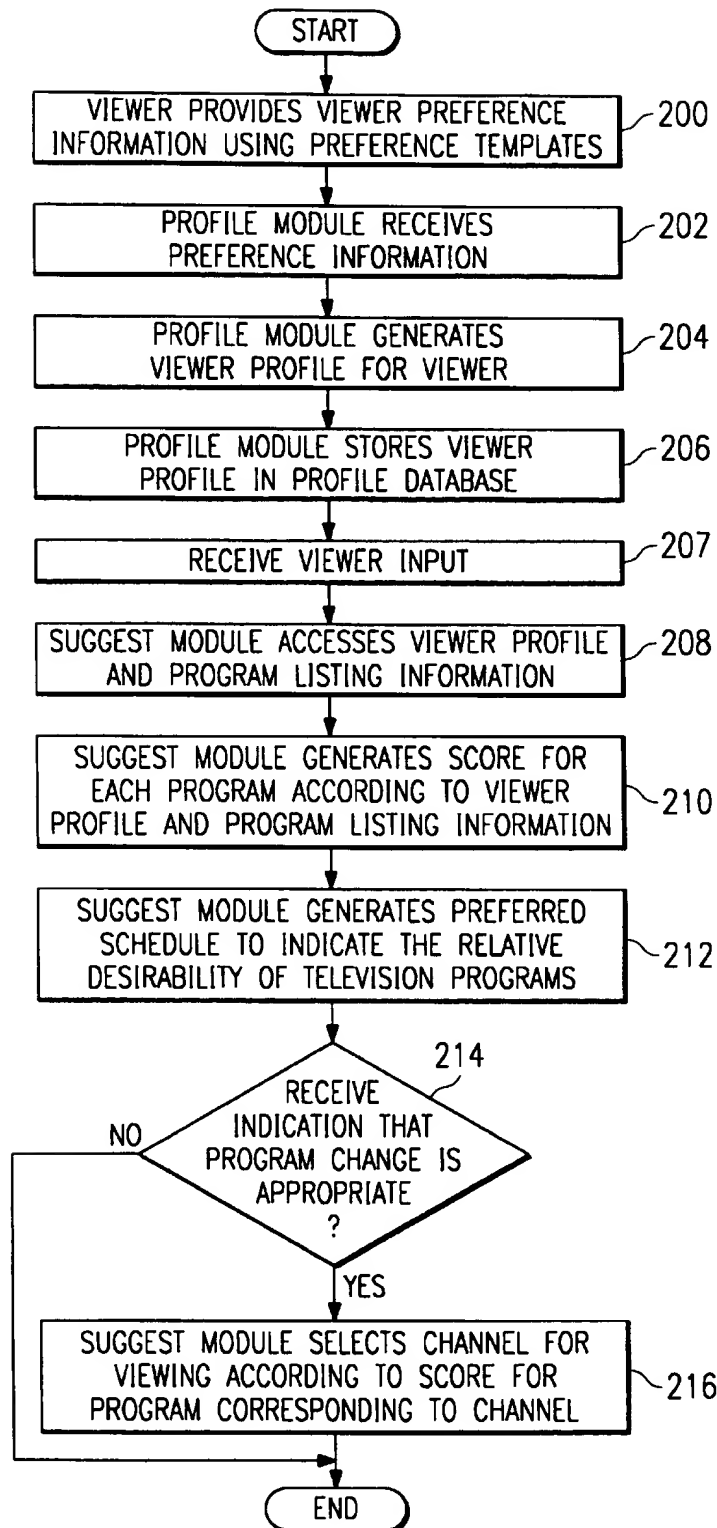 START
VIEWER PROVIDES VIEWER PREFERENCE
INFORMATION USING PREFERENCE TEMPLATES
200
PROFILE MODULE RECEIVES
PREFERENCE INFORMATION
202
PROFILE MODULE GENERATES
VIEWER PROFILE FOR VIEWER
204
PROFILE MODULE STORES VIEWER
PROFILE IN PROFILE DATABASE
206
RECEIVE VIEWER INPUT
207
SUGGEST MODULE ACCESSES VIEWER PROFILE
AND PROGRAM LISTING INFORMATION
208
SUGGEST MODULE GENERATES SCORE FOR
EACH PROGRAM ACCORDING TO VIEWER
PROFILE AND PROGRAM LISTING INFORMATION
210
SUGGEST MODULE GENERATES PREFERRED
SCHEDULE TO INDICATE THE RELATIVE
DESIRABILITY OF TELEVISION PROGRAMS
212
214
RECEIVE
INDICATION THAT
PROGRAM CHANGE IS
APPROPRIATE
?
NO
YES
SUGGEST MODULE SELECTS CHANNEL FOR
VIEWING ACCORDING TO SCORE FOR
PROGRAM CORRESPONDING TO CHANNEL
216
END